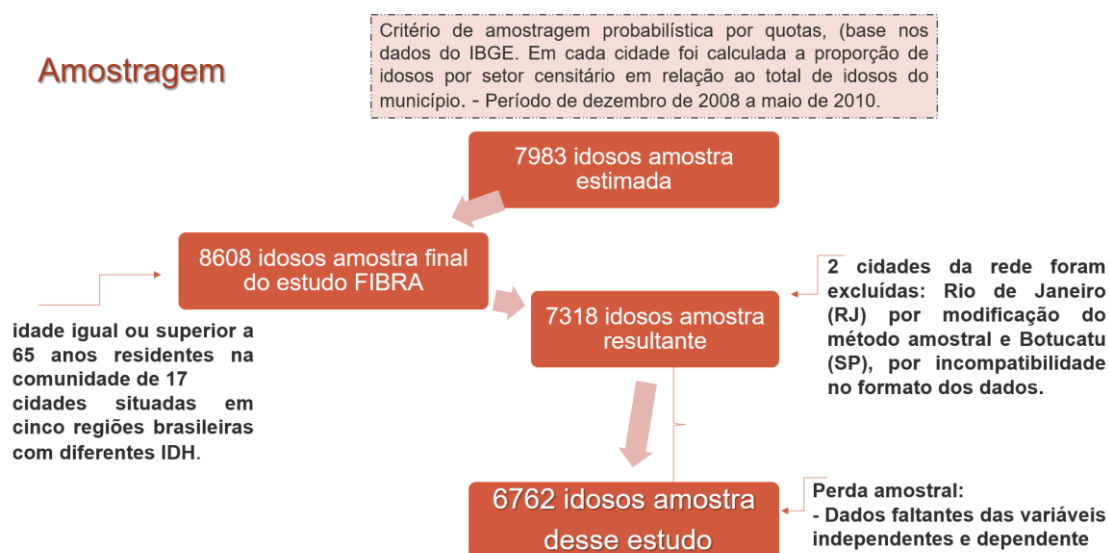 Amostragem
Critério de amostragem probabilística por quotas, (base nos
dados do IBGE. Em cada cidade foi calculada a proporção de
idosos por setor censitário em relação ao total de idosos do
município. - Período de dezembro de 2008 a maio de 2010.
7983 idosos amostra
estimada
8608 idosos amostra final
do estudo FIBRA
idade igual ou superior a
65 anos residentes na
comunidade de 17
cidades situadas em
cinco regiões brasileiras
com diferentes IDH.
7318 idosos amostra
resultante
2 cidades da rede foram
excluídas: Rio de Janeiro
(RJ) por modificação do
método amostral e Botucatu
(SP), por incompatibilidade
no formato dos dados.
6762 idosos amostra
desse estudo
Perda amostral:
- Dados faltantes das variáveis
independentes e dependente